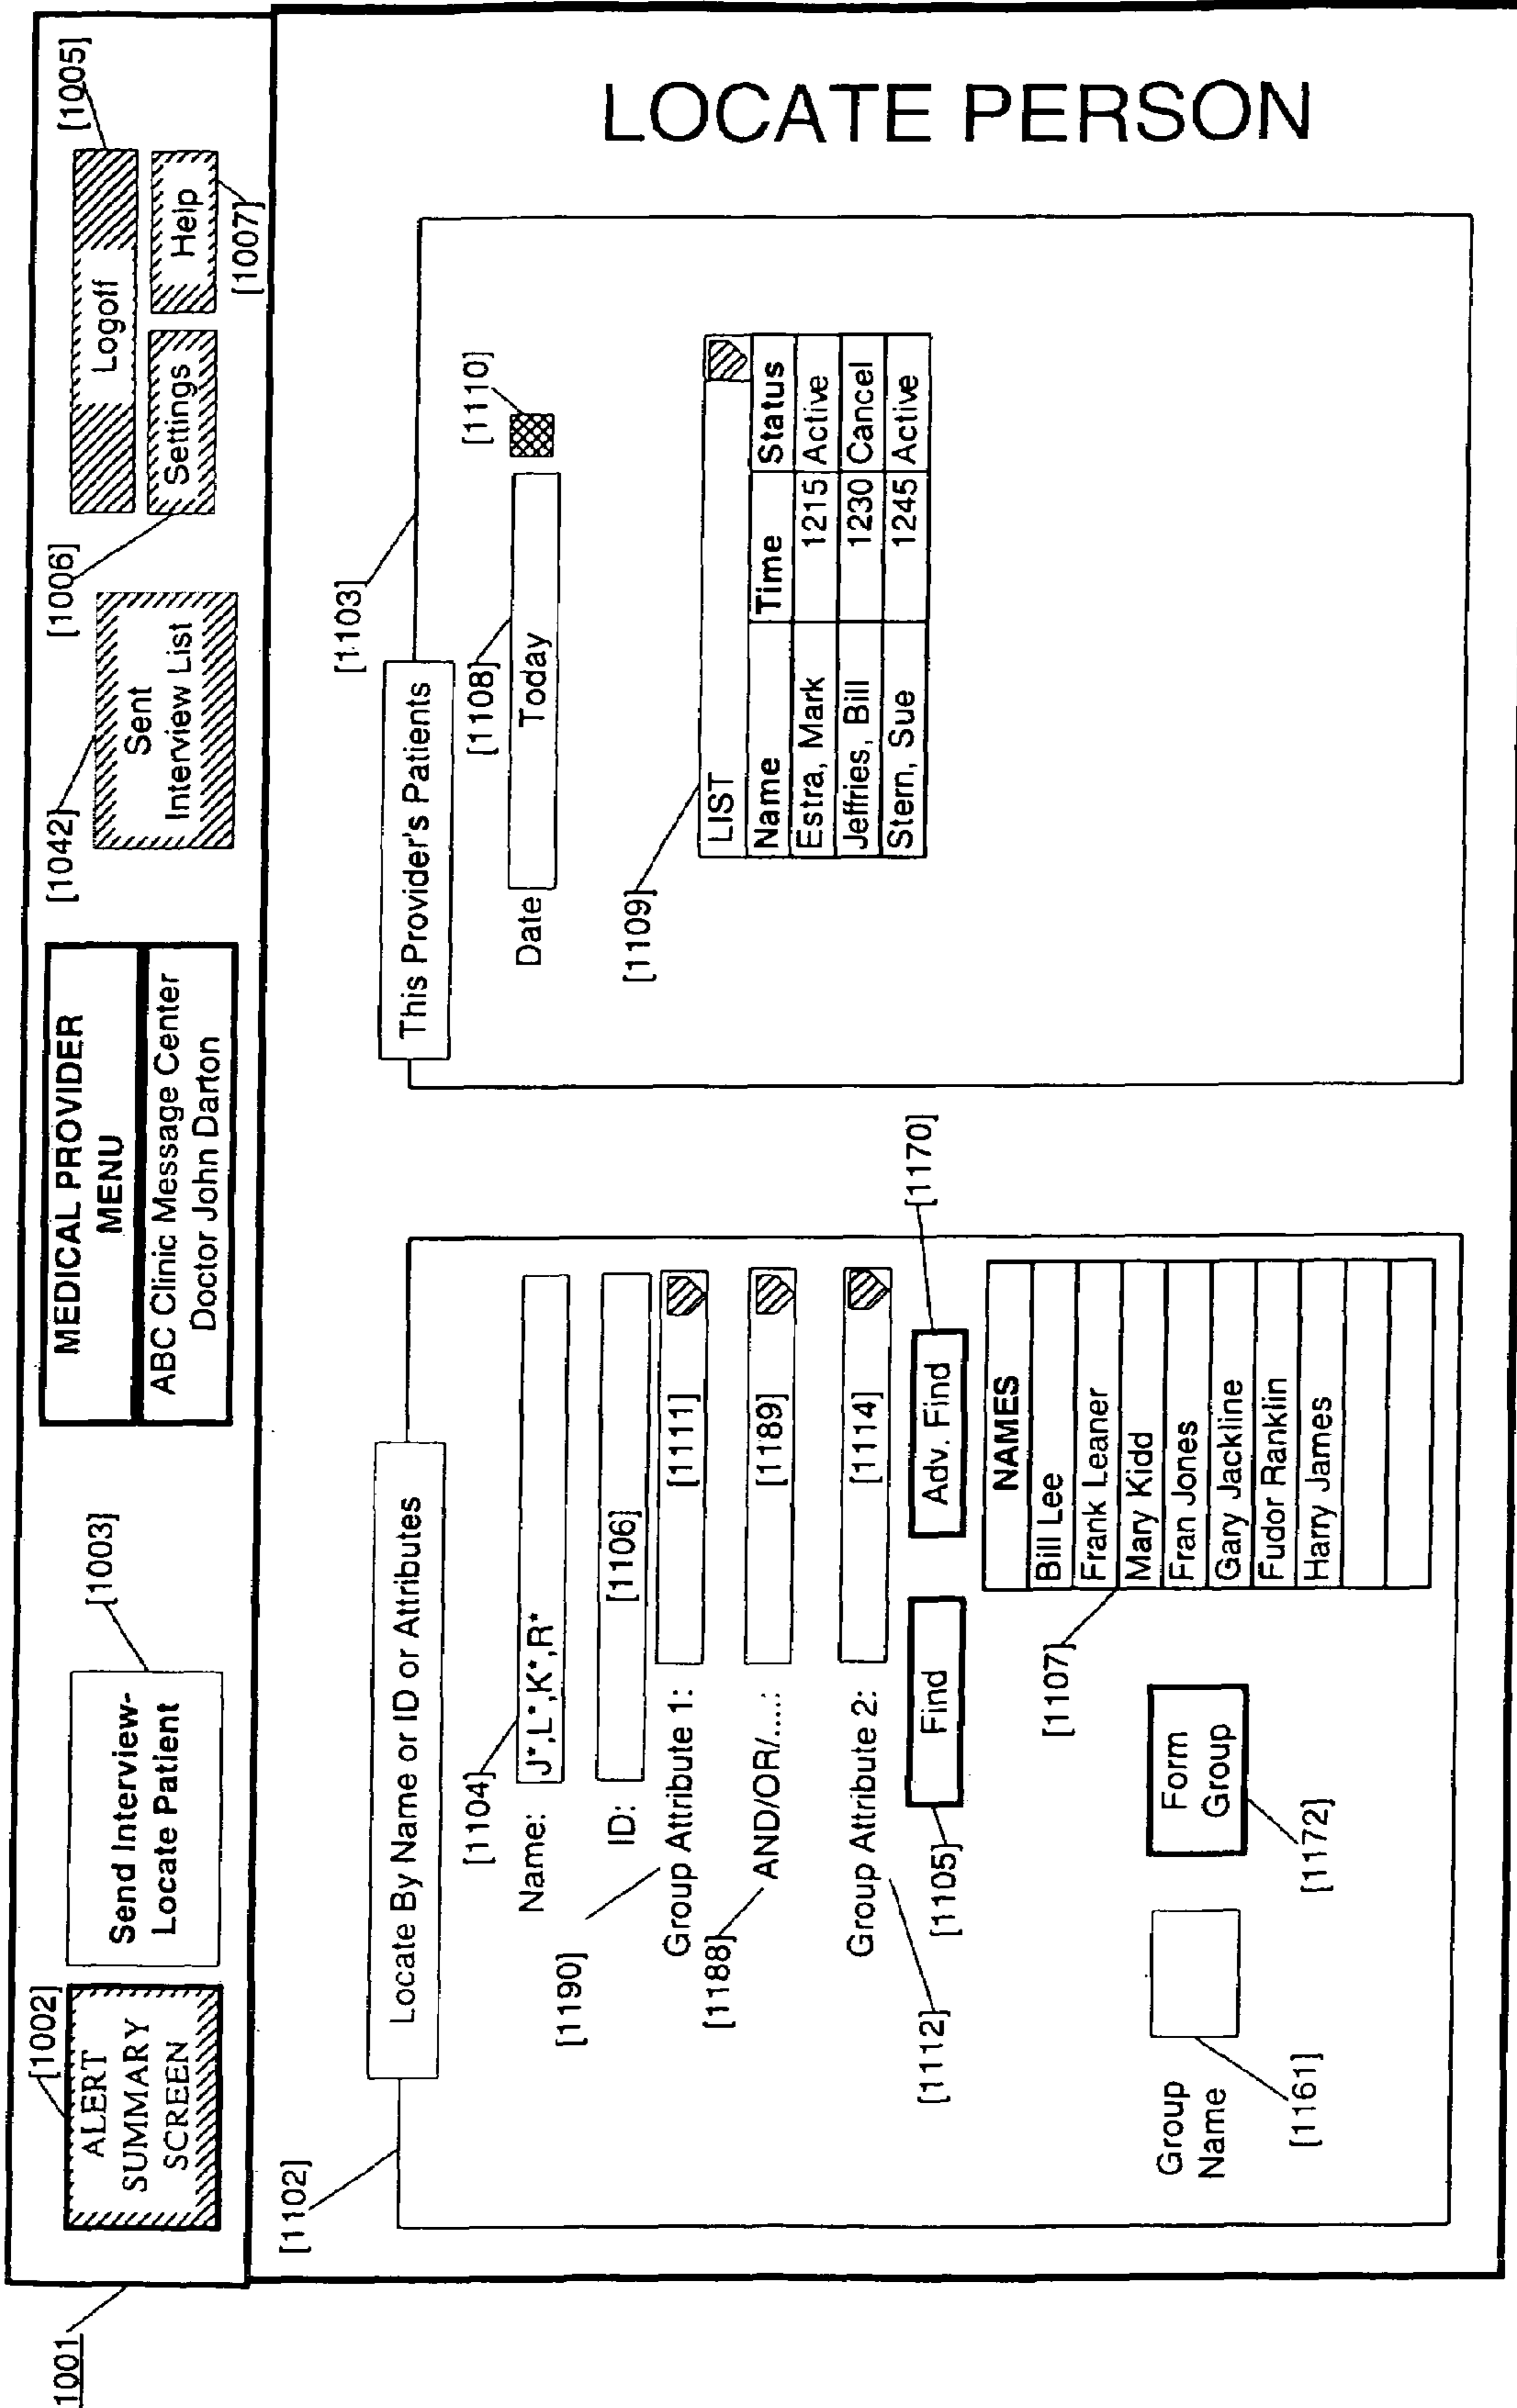 1001
[1002]
ALERT
SUMMARY
SCREEN
[1003]
Send Interview-
Locate Patient
MEDICAL PROVIDER
MENU
ABC Clinic Message Center
Doctor John Darton
[1042]
Sent
Interview List
[1006]
[1005]
Logoff
Settings
Help
[1007]
[1102]
Locate By Name or ID or Attributes
[1104]
Name: J*,L*,K*,R*
ID: [1106]
[1190]
Group Attribute 1: [1111]
[1188]
AND/OR/....: [1189]
Group Attribute 2: [1114]
[1112]
[1105]
Find
Adv. Find
[1170]
[1107]
NAMES
Bill Lee
Frank Leaner
Mary Kidd
Fran Jones
Gary Jackline
Fudor Ranklin
Harry James
Group
Name
[1161]
Form
Group
[1172]
[1103]
This Provider's Patients
[1108]
[1110]
Date Today
[1109]
LIST
Name Time Status
Estra, Mark 1215 Active
Jeffries, Bill 1230 Cancel
Stern, Sue 1245 Active
LOCATE PERSON